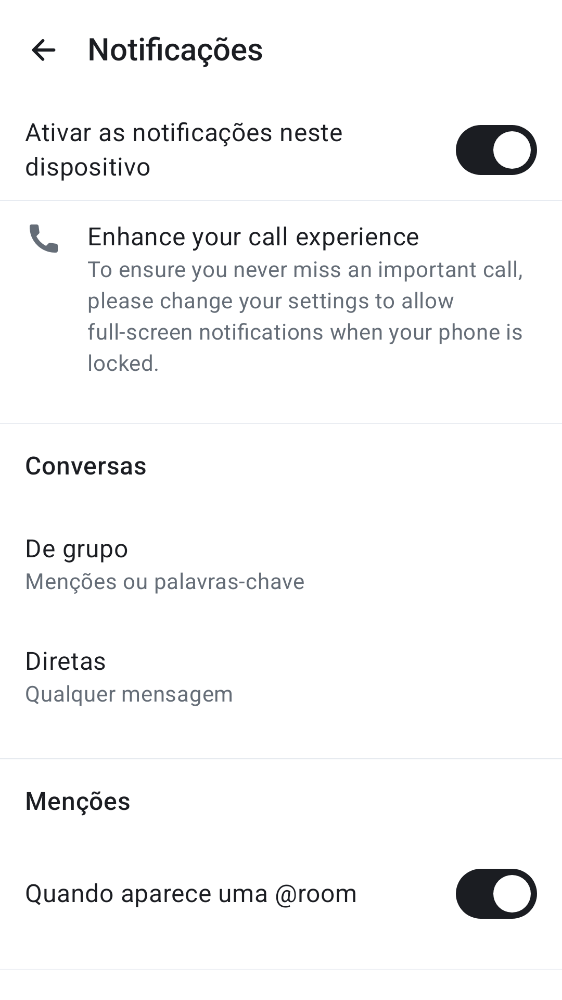 Notificações
Ativar as notificações neste
dispositivo
Enhance your call experience
To ensure you never miss an important call,
please change your settings to allow
full-screen notifications when your phone is
locked.
Conversas
De grupo
Menções ou palavras-chave
Diretas
Qualquer mensagem
Menções
Quando aparece uma @room